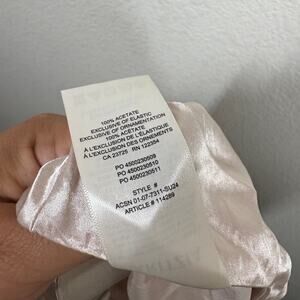 100% ACETATE
EXCLUSIVE OF ELASTIC
EXCLUSIVE OF ORNAMENTATION
100% ACÉTATE
À L'EXCLUSION DE L'ÉLASTIQUE
À L'EXCLUSION DES ORNEMENTS
CA 23725 RN 122354
PO 4500230509
PO 4500230510
PO 4500230511
STYLE #
ACSN 01-07-7311-SU24
ARTICLE # 114289